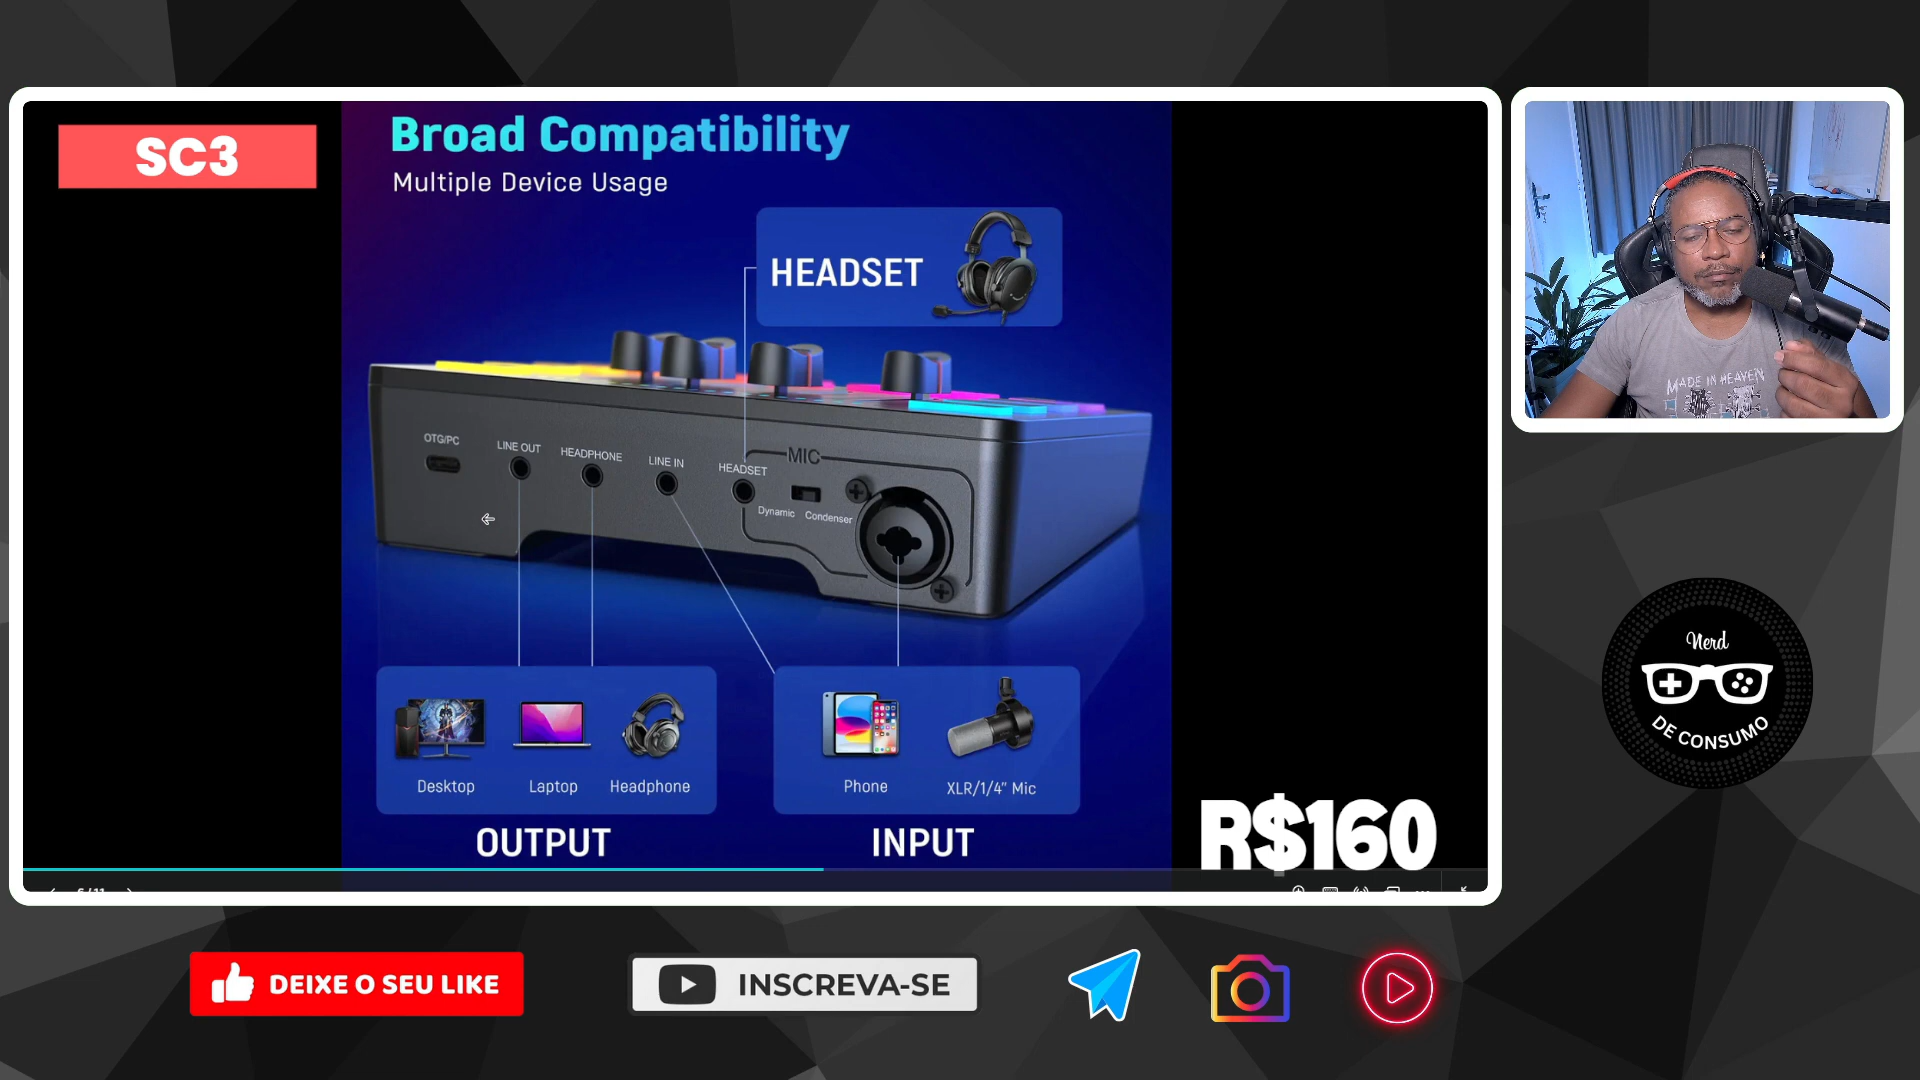 SC3
Broad Compatibility
Multiple Device Usage
HEADSET
OTG/PC
LINE OUT
HEADPHONE
LINE IN
HEADSET
MIC
Dynamic
Condenser
Desktop
Laptop
Headphone
Phone
XLR/1/4" Mic
OUTPUT
INPUT
R$160
MADE IN HEAVEN
Nerd
DE CONSUMO
DEIXE O SEU LIKE
INSCREVA-SE